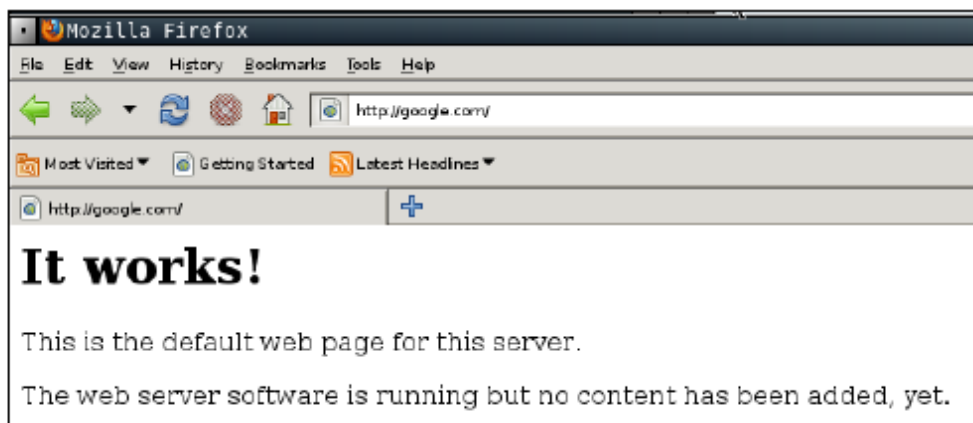 Mozilla Firefox
File Edit View History Bookmarks Tools Help
http://google.com/
Most Visited Getting Started Latest Headlines
http://google.com/
It works!
This is the default web page for this server.
The web server software is running but no content has been added, yet.